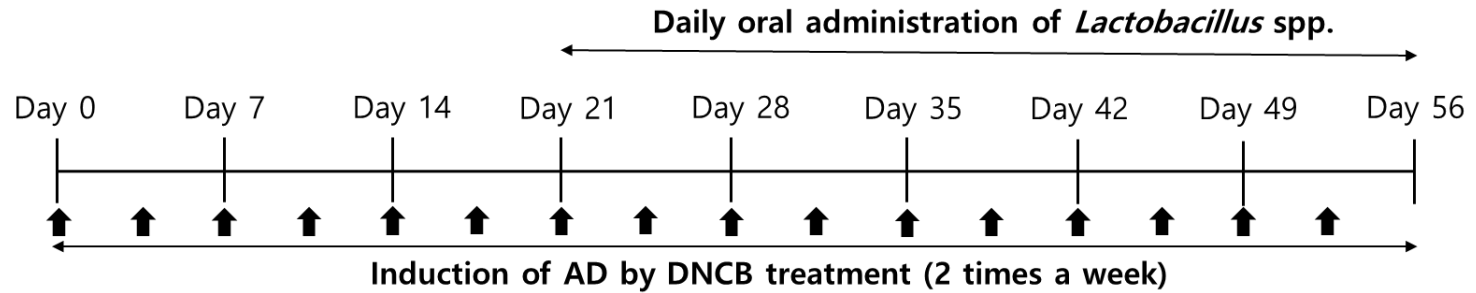 Daily oral administration of Lactobacillus spp.
Day 0 Day 7 Day 14 Day 21 Day 28 Day 35 Day 42 Day 49 Day 56
Induction of AD by DNCB treatment (2 times a week)